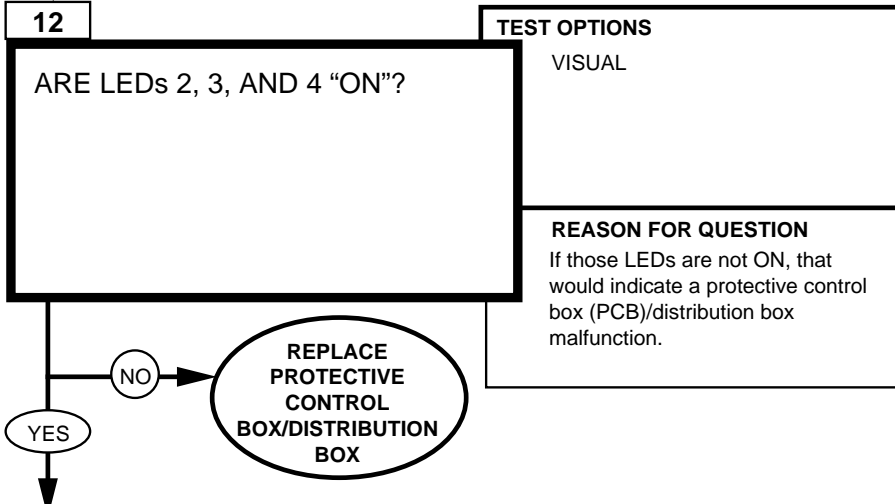 12
ARE LEDs 2, 3, AND 4 “ON”?
TEST OPTIONS
VISUAL
REASON FOR QUESTION
If those LEDs are not ON, that
would indicate a protective control
box (PCB)/distribution box
malfunction.
NO
REPLACE
PROTECTIVE
CONTROL
BOX/DISTRIBUTION
BOX
YES